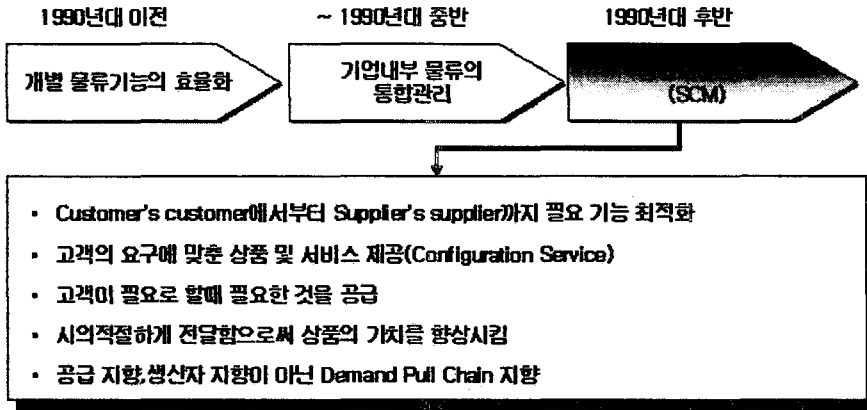 1990년대 이전
~ 1990년대 중반
1990년대 후반
개별 물류기능의 효율화
기업내부 물류의
통합관리
(SCM)
• Customer's customer에서부터 Supplier's supplier까지 필요 기능 최적화
• 고객의 요구에 맞춘 상품 및 서비스 제공(Configuration Service)
• 고객이 필요로 할때 필요한 것을 공급
• 시의적절하게 전달함으로써 상품의 가치를 향상시킴
• 공급 지향,생산자 지향이 아닌 Demand Pull Chain 지향